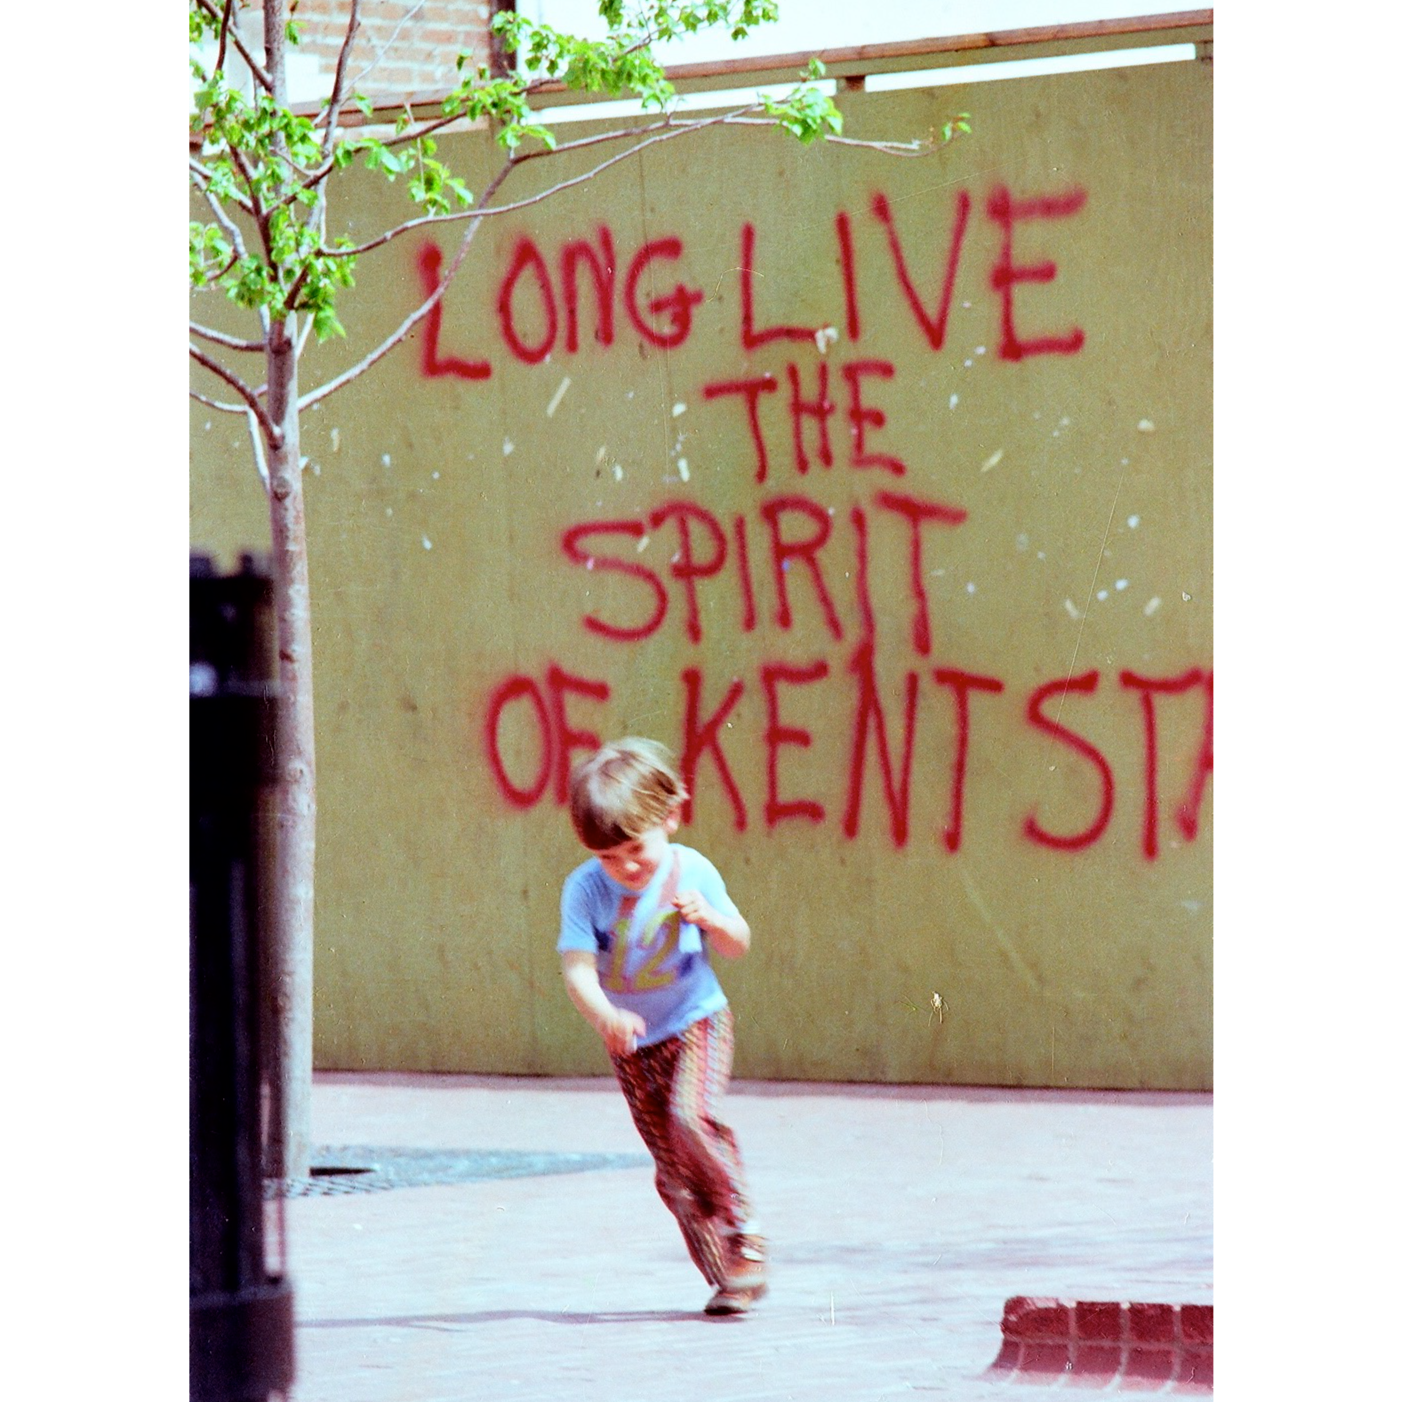 LONG LIVE
THE
SPIRIT
OF KENT STA
12